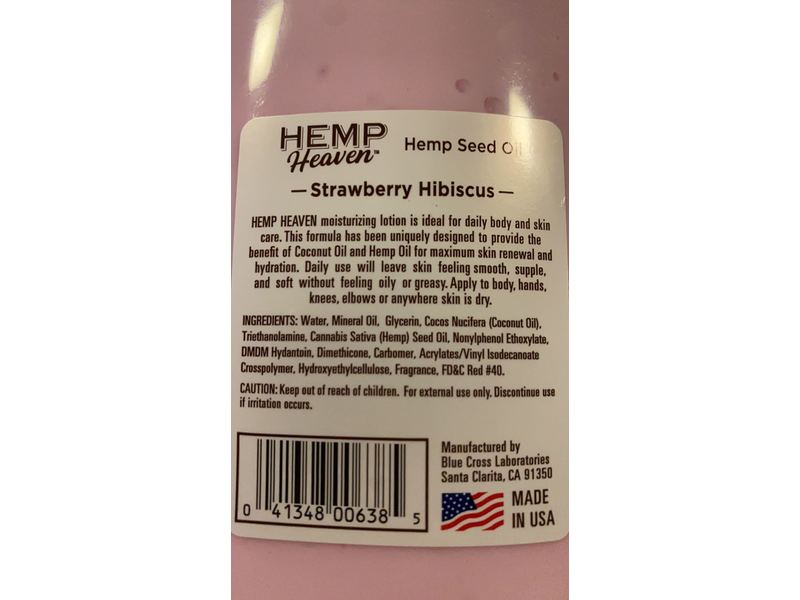 HEMP
Heaven™
Hemp Seed Oil
— Strawberry Hibiscus —
HEMP HEAVEN moisturizing lotion is ideal for daily body and skin
care. This formula has been uniquely designed to provide the
benefit of Coconut Oil and Hemp Oil for maximum skin renewal and
hydration. Daily use will leave skin feeling smooth, supple,
and soft without feeling oily or greasy. Apply to body, hands,
knees, elbows or anywhere skin is dry.
INGREDIENTS: Water, Mineral Oil, Glycerin, Cocos Nucifera (Coconut Oil),
Triethanolamine, Cannabis Sativa (Hemp) Seed Oil, Nonylphenol Ethoxylate,
DMDM Hydantoin, Dimethicone, Carbomer, Acrylates/Vinyl Isodecanoate
Crosspolymer, Hydroxyethylcellulose, Fragrance, FD&C Red #40.
CAUTION: Keep out of reach of children. For external use only. Discontinue use
if irritation occurs.
0 41348 00638 5
Manufactured by
Blue Cross Laboratories
Santa Clarita, CA 91350
MADE
IN USA